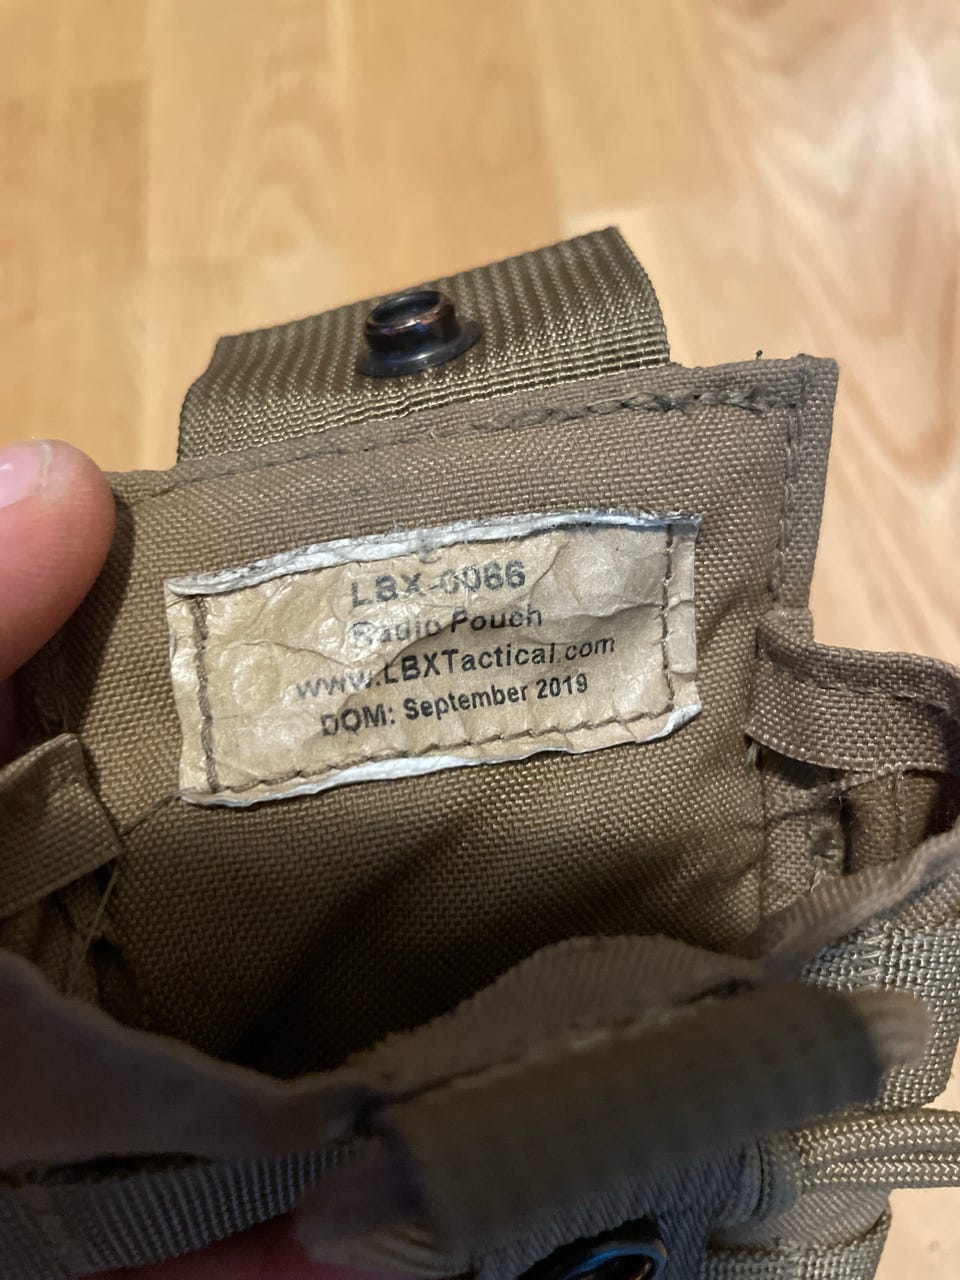 LBX-0066
Radio Pouch
www.LBXTactical.com
DOM: September 2019